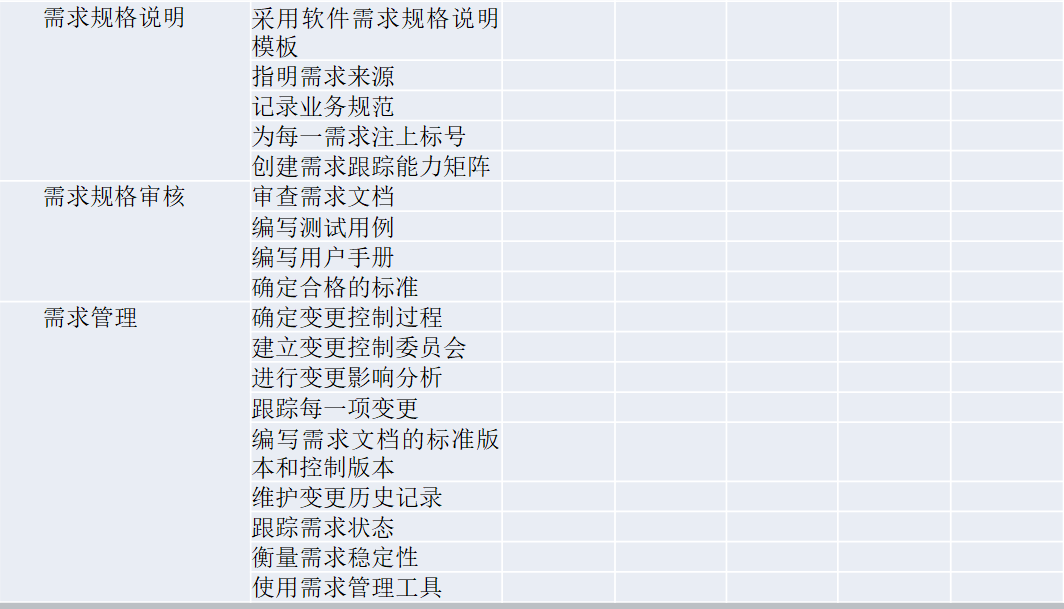 需求规格说明
采用软件需求规格说明
模板
指明需求来源
记录业务规范
为每一需求注上标号
创建需求跟踪能力矩阵
需求规格审核
审查需求文档
编写测试用例
编写用户手册
确定合格的标准
需求管理
确定变更控制过程
建立变更控制委员会
进行变更影响分析
跟踪每一项变更
编写需求文档的标准版
本和控制版本
维护变更历史记录
跟踪需求状态
衡量需求稳定性
使用需求管理工具